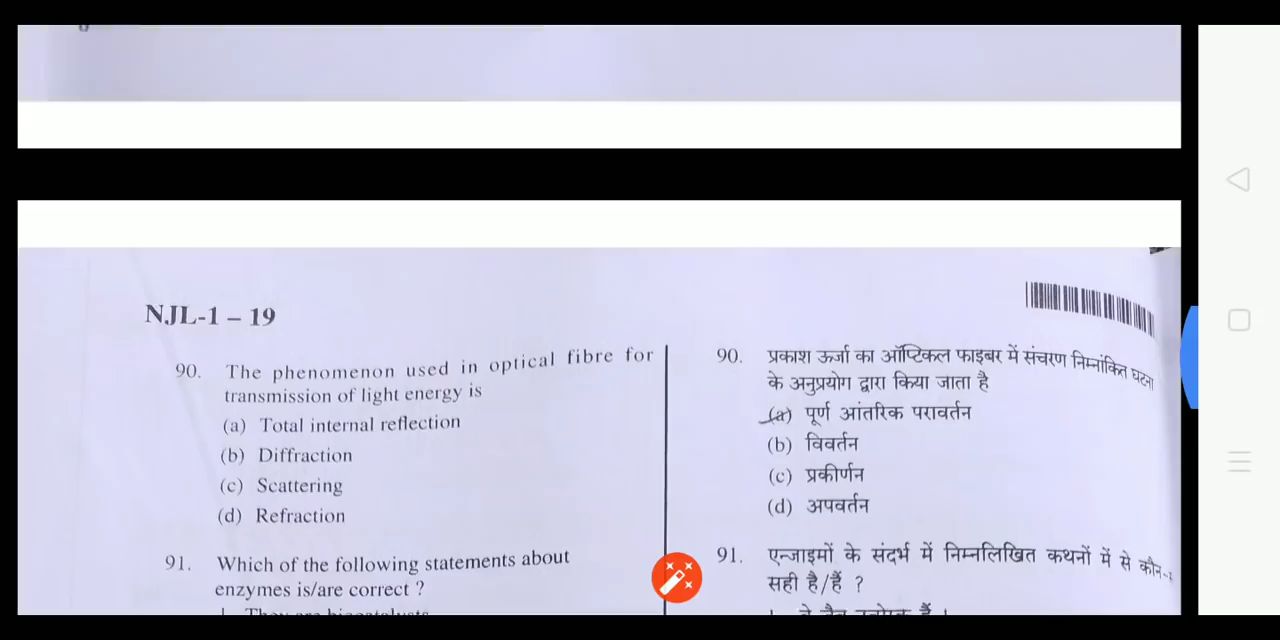 NJL-1 – 19
90. The phenomenon used in optical fibre for
transmission of light energy is
(a) Total internal reflection
(b) Diffraction
(c) Scattering
(d) Refraction
91. Which of the following statements about
enzymes is/are correct ?
They are biocatalysts
90. प्रकाश ऊर्जा का ऑप्टिकल फाइबर में संचरण निम्नांकित घटना
के अनुप्रयोग द्वारा किया जाता है
(a) पूर्ण आंतरिक परावर्तन
(b) विवर्तन
(c) प्रकीर्णन
(d) अपवर्तन
91. एन्जाइमों के संदर्भ में निम्नलिखित कथनों में से
सही है/हैं ?